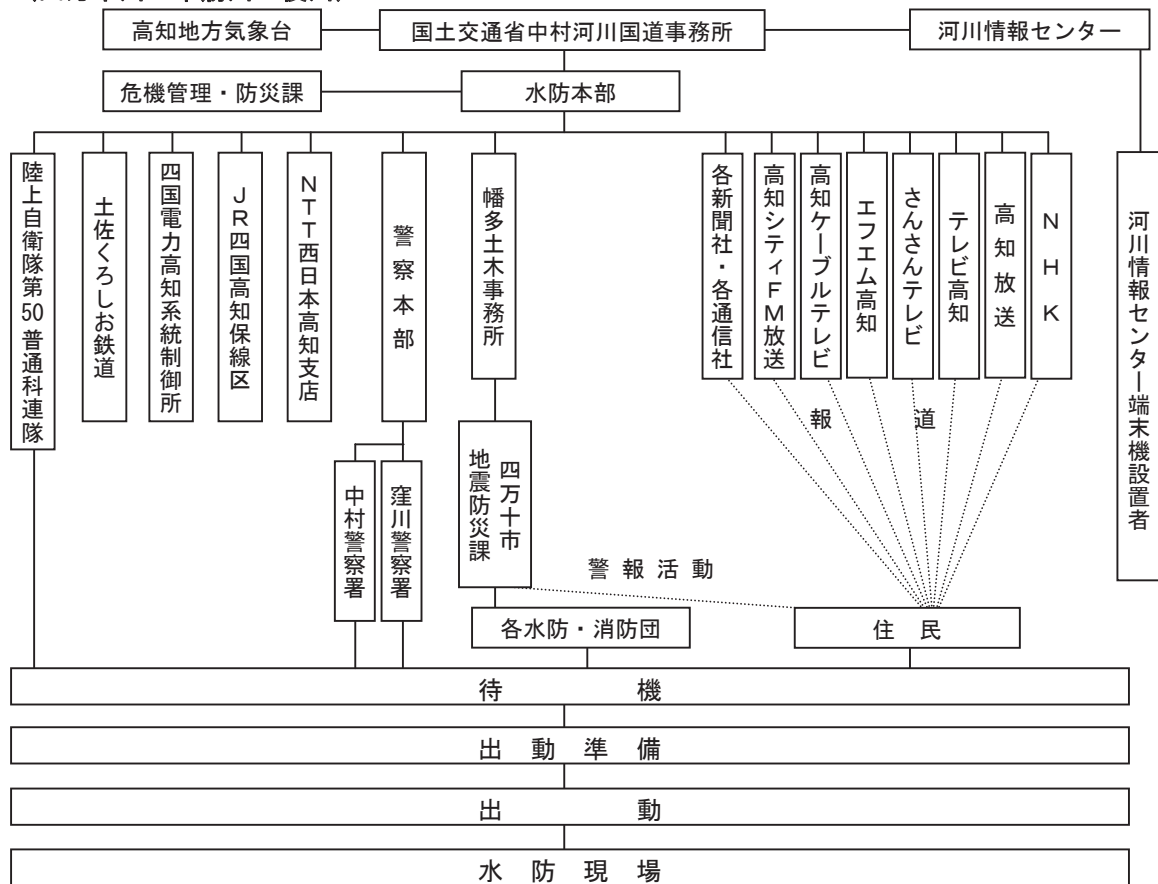 高知地方気象台
国土交通省中村河川国道事務所
河川情報センター
危機管理・防災課
水防本部
陸上自衛隊第50普通科連隊
土佐くろしお鉄道
四国電力高知系統制御所
JR四国高知保線区
NTT西日本高知支店
警察本部
幡多土木事務所
各新聞社・各通信社
高知シティFM放送
高知ケーブルテレビ
エフエム高知
さんさんテレビ
テレビ高知
高知放送
NHK
河川情報センター端末機設置者
報道
中村警察署
窪川警察署
四万十市
地震防災課
警報活動
各水防・消防団
住民
待機
出動準備
出動
水防現場